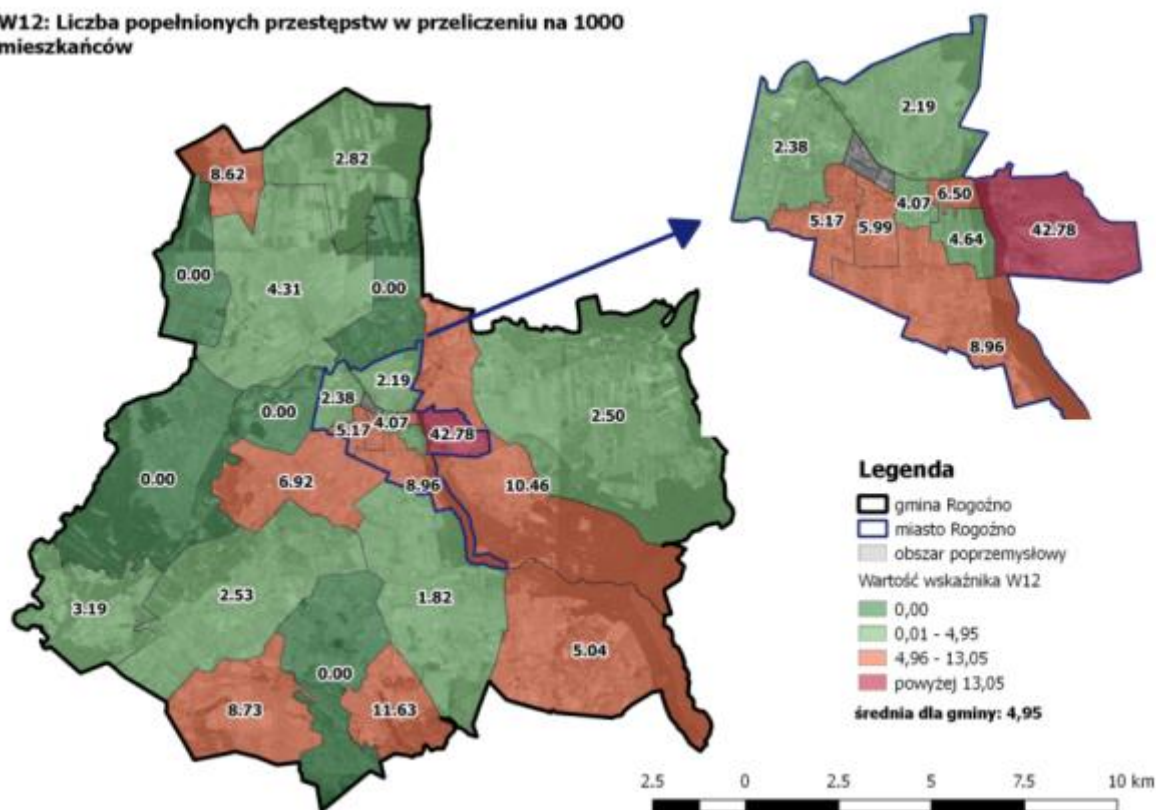 W12: Liczba popełnionych przestępstw w przeliczeniu na 1000
mieszkańców
2.19
2.38
6.50
4.07
5.17
5.99
4.64
42.78
8.96
8.62
2.82
0.00
4.31
0.00
2.19
2.38
0.00
4.07
5.17
42.78
2.50
0.00
6.92
8.96
10.46
3.19
2.53
1.82
0.00
5.04
8.73
11.63
Legenda
gmina Rogoźno
miasto Rogoźno
obszar poprzemysłowy
Wartość wskaźnika W12
0,00
0,01 - 4,95
4,96 - 13,05
powyżej 13,05
średnia dla gminy: 4,95
2.5 0 2.5 5 7.5 10 km